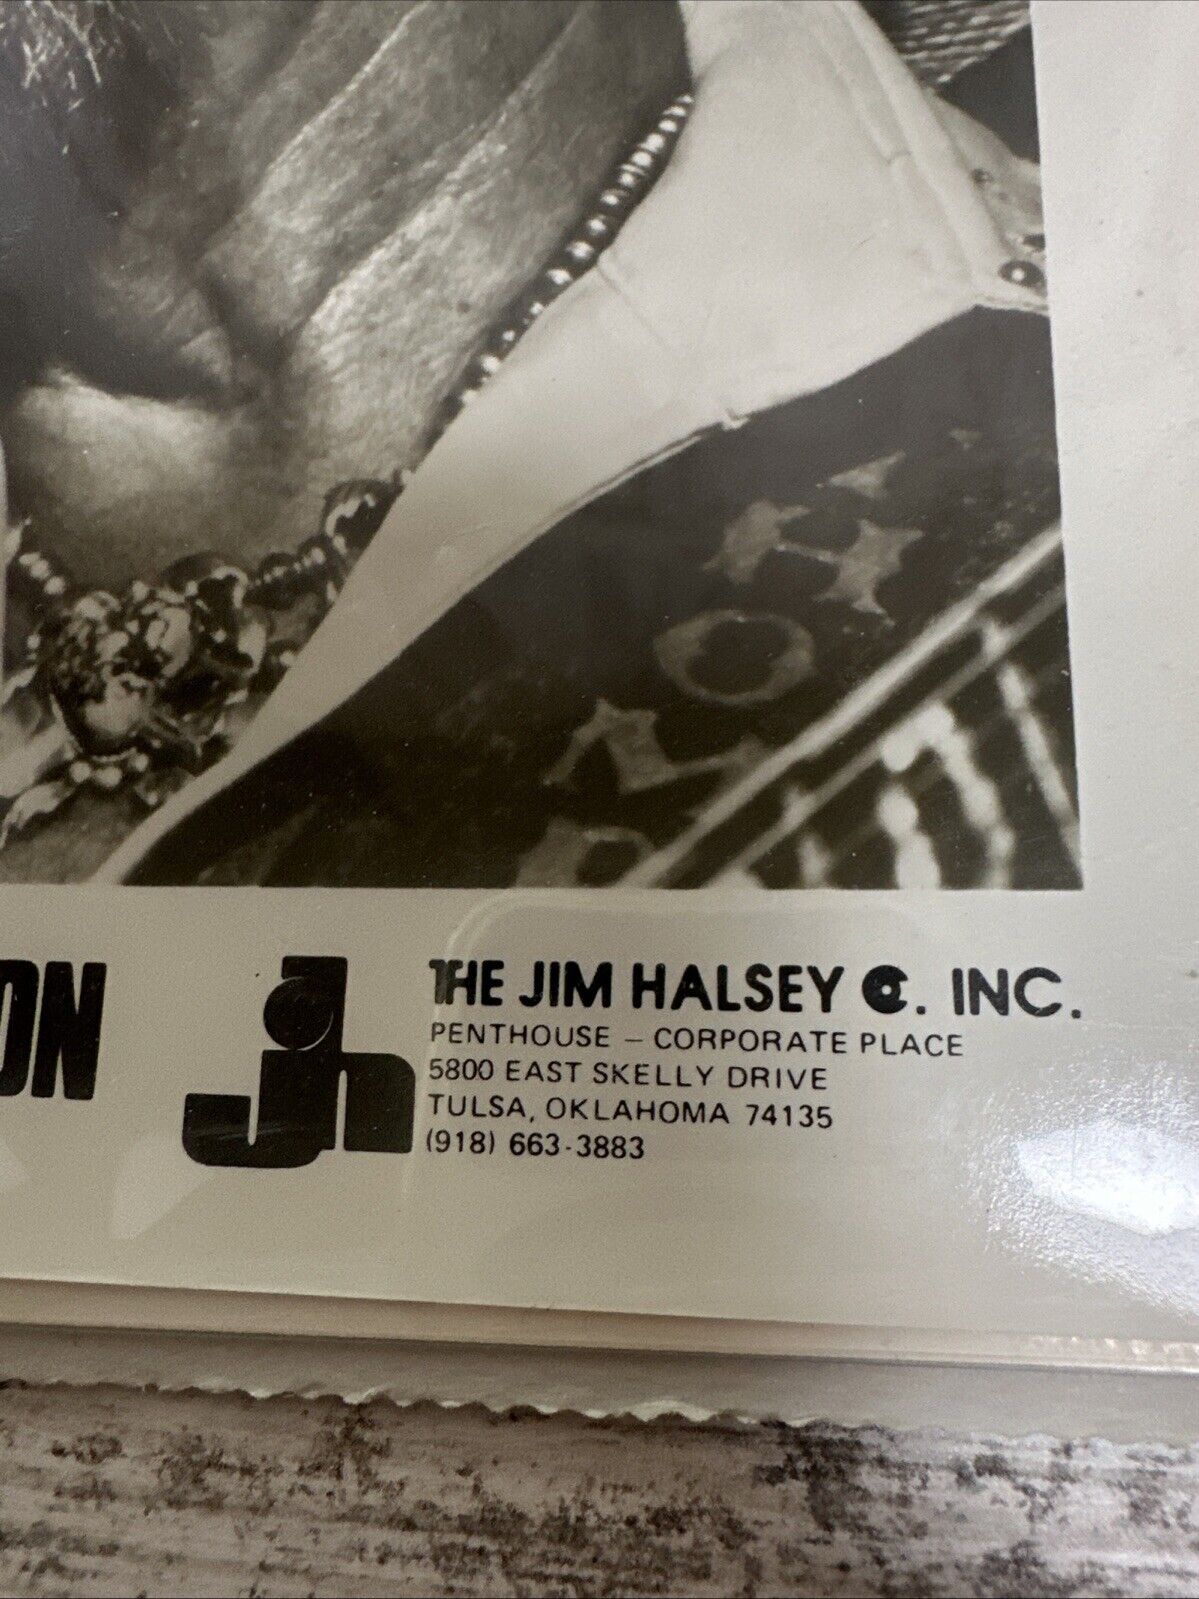 ON
jh
THE JIM HALSEY Co. INC.
PENTHOUSE – CORPORATE PLACE
5800 EAST SKELLY DRIVE
TULSA, OKLAHOMA 74135
(918) 663-3883